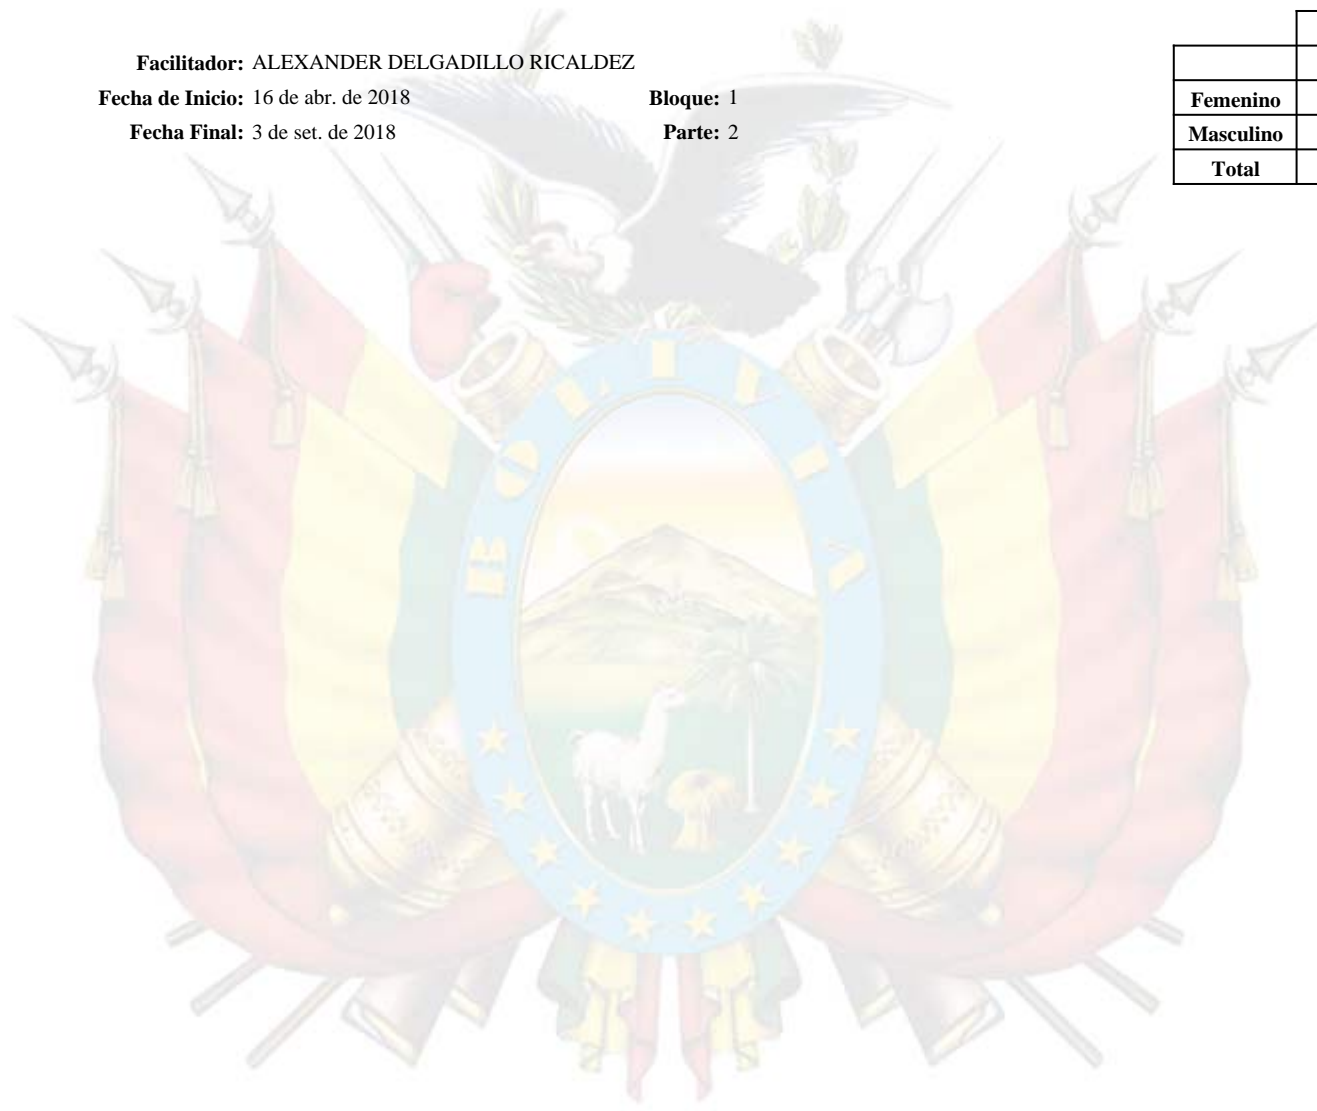 Facilitador: ALEXANDER DELGADILLO RICALDEZ
Fecha de Inicio: 16 de abr. de 2018 Bloque: 1
Fecha Final: 3 de set. de 2018 Parte: 2
Femenino
Masculino
Total
BOLIVIA